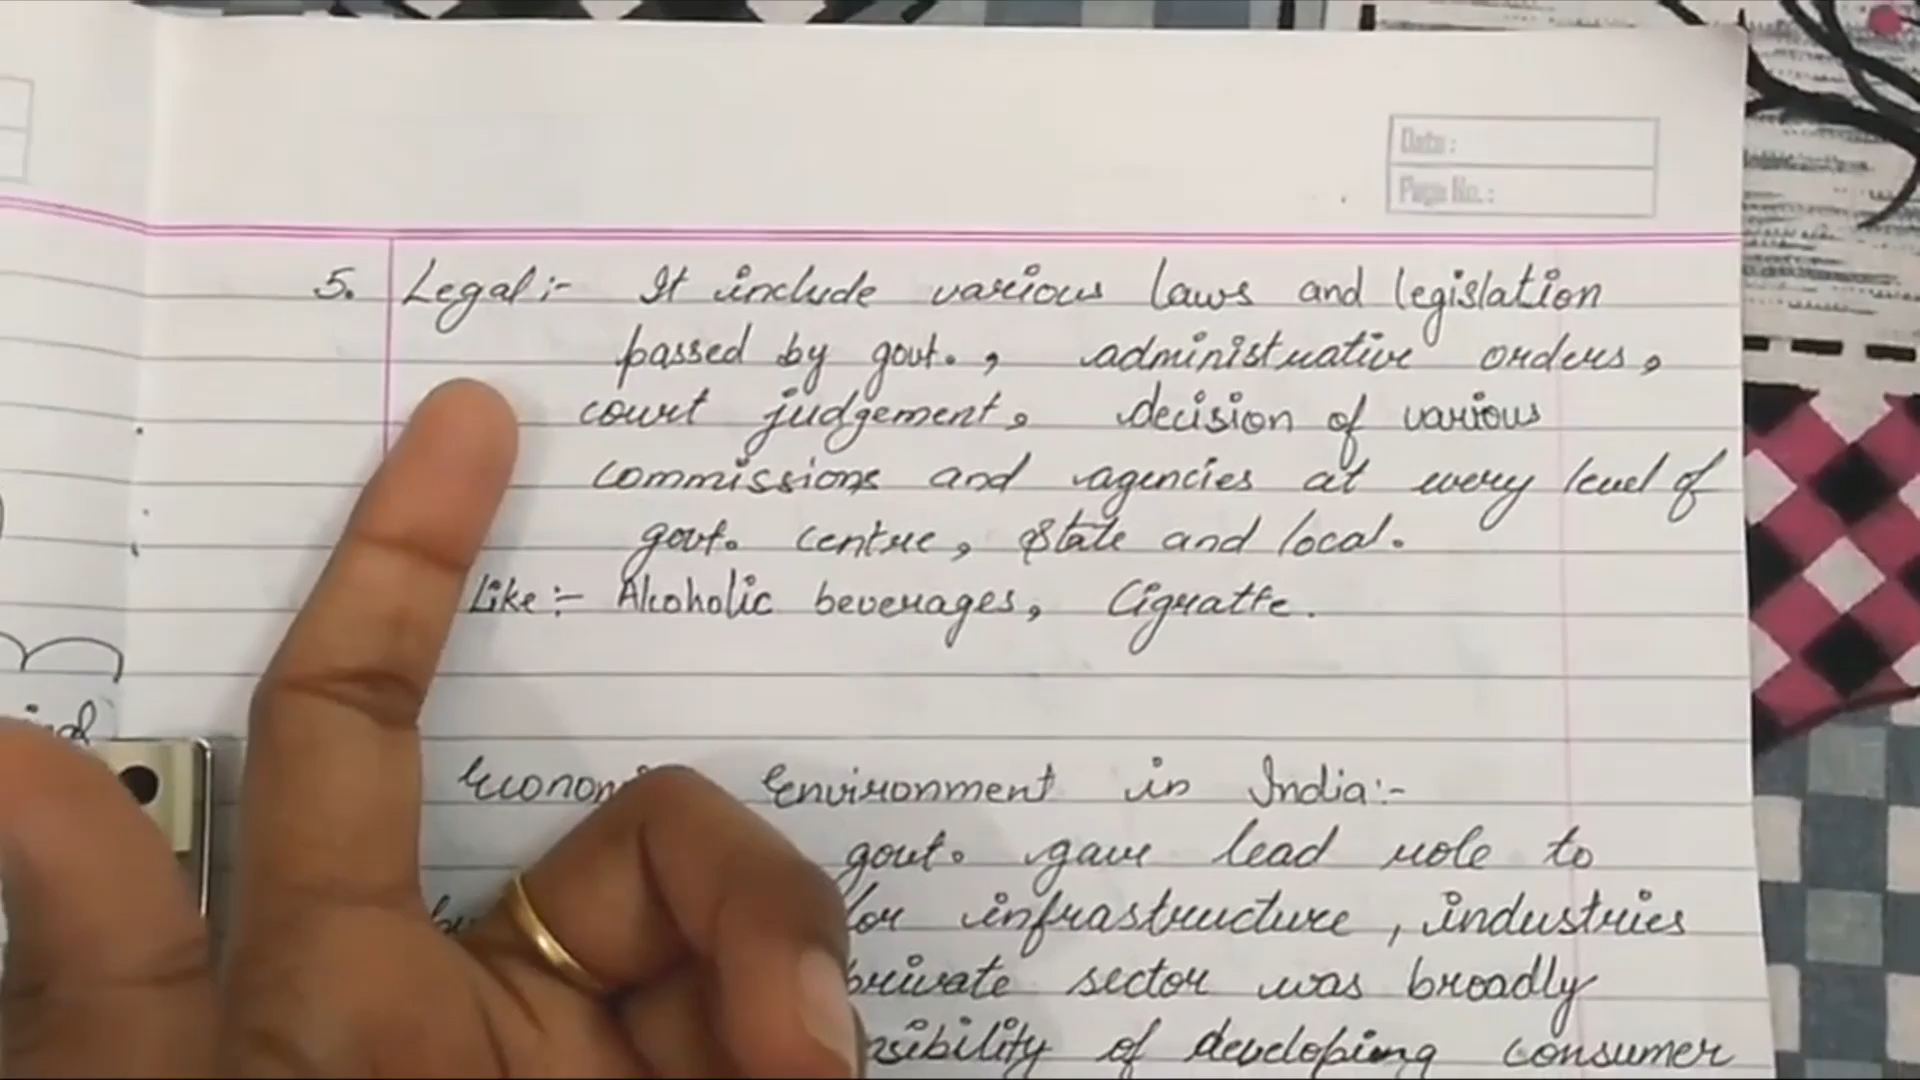 Date :
Page No. :
5. Legal :- It include various laws and legislation
passed by govt. , administrative orders,
court judgement, decision of various
commissions and agencies at every level of
govt. centre, State and local.
Like :- Alcoholic beverages, Cigratte.
Environment in India :-
govt. gave lead role to
for infrastructure, industries
private sector was broadly
of developing consumer